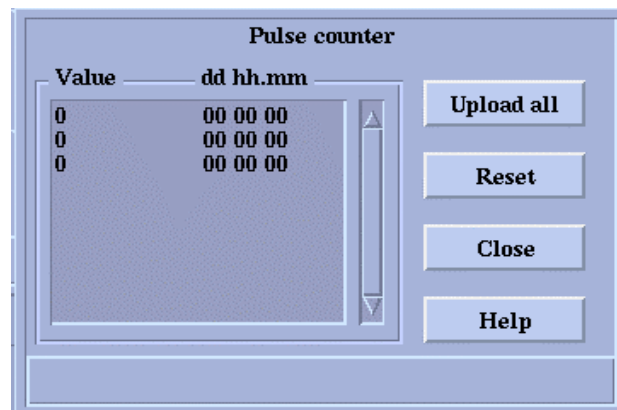 Pulse counter
Value dd hh.mm
0 00 00 00
0 00 00 00
0 00 00 00
Upload all
Reset
Close
Help